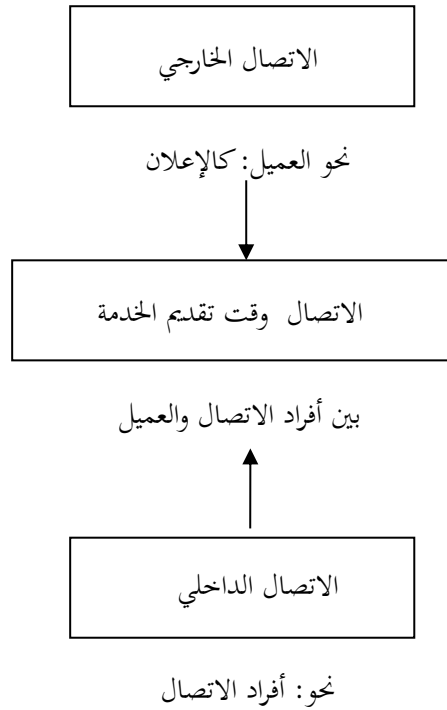 الاتصال الخارجي
نحو العميل: كالإعلان
الاتصال وقت تقديم الخدمة
بين أفراد الاتصال والعميل
الاتصال الداخلي
نحو: أفراد الاتصال